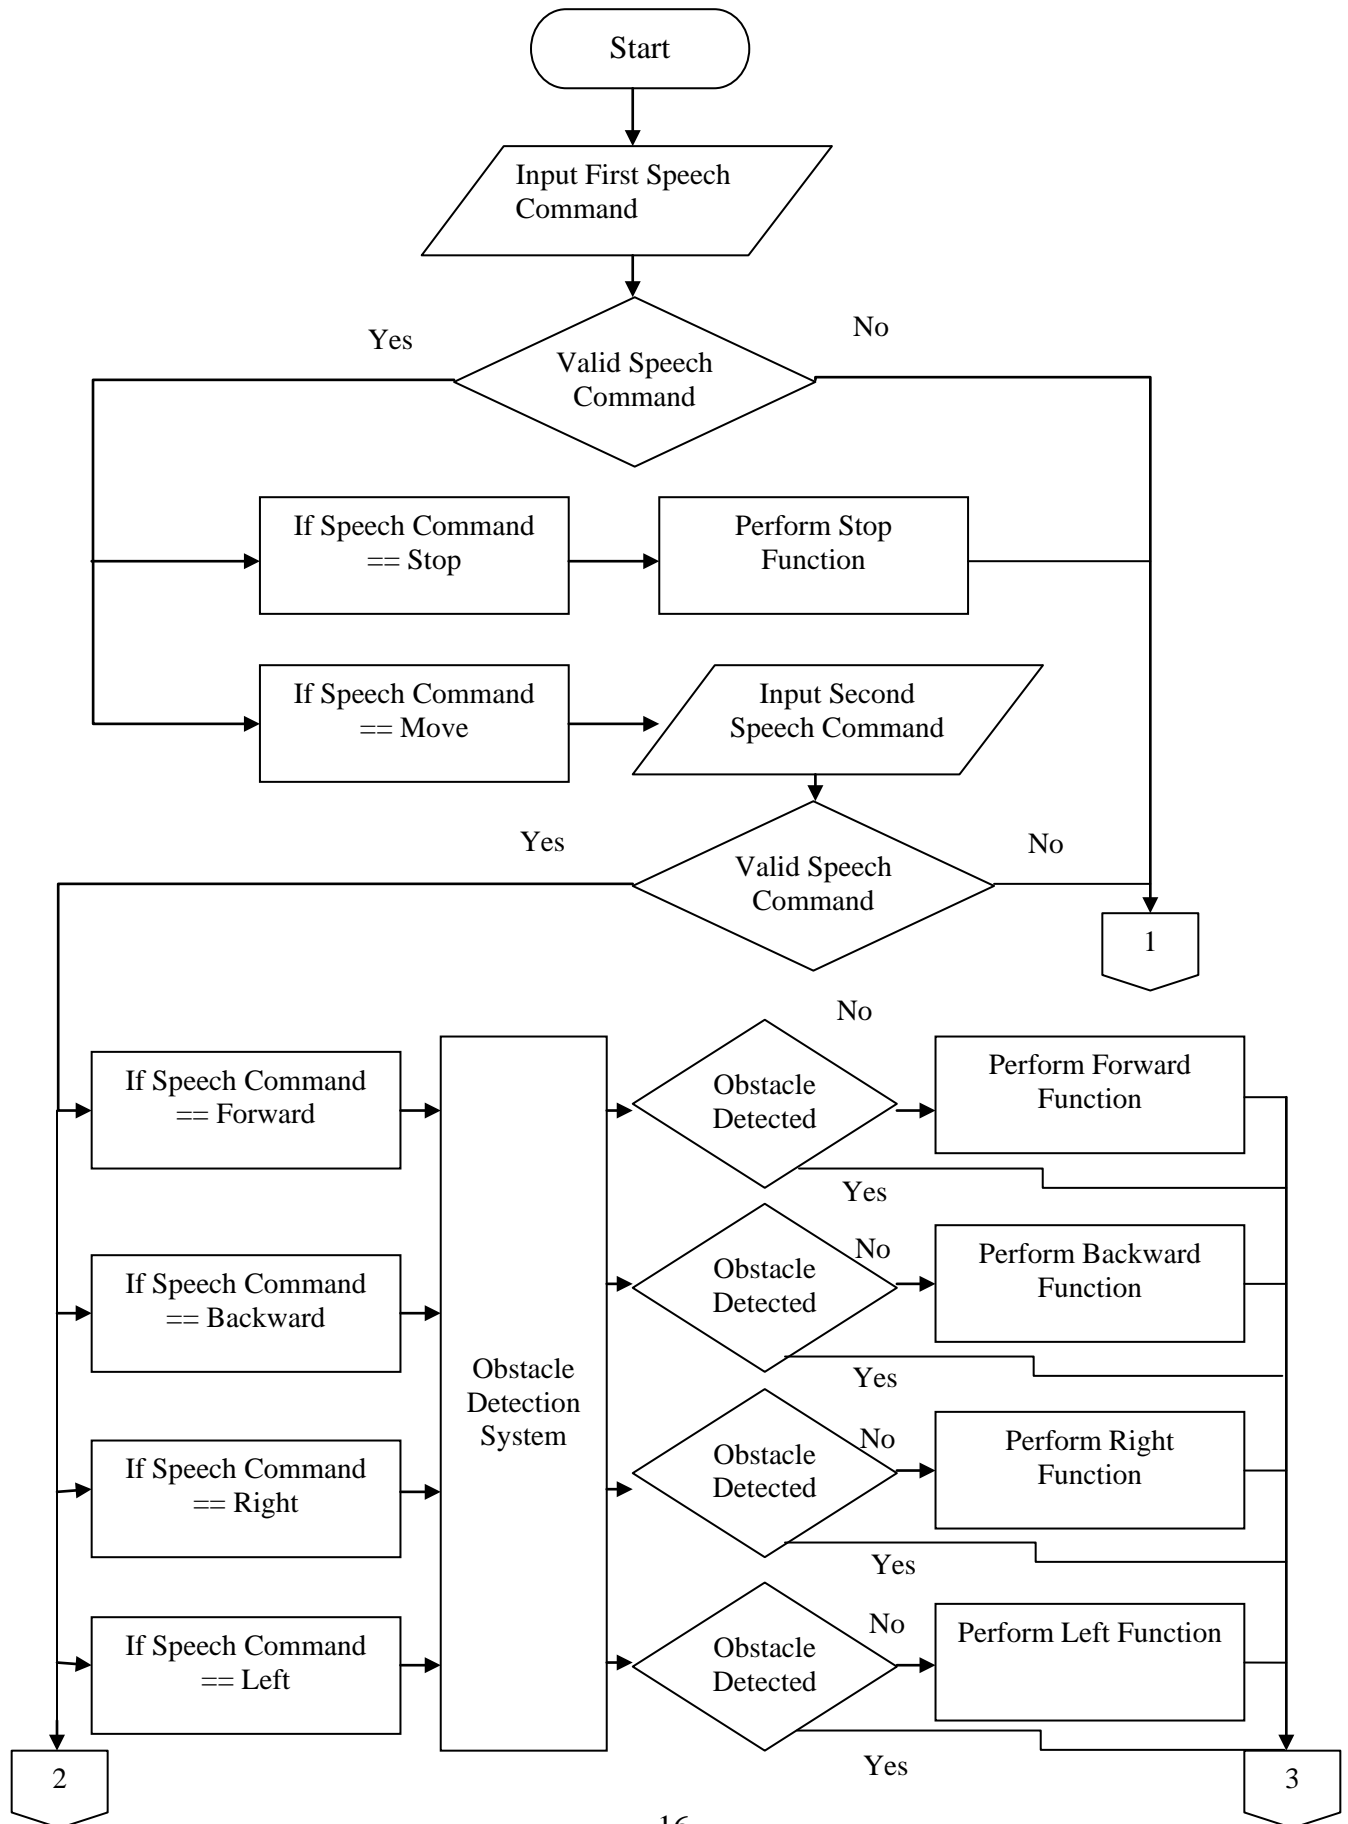 Start
Input First Speech
Command
Yes
No
Valid Speech
Command
If Speech Command
== Stop
Perform Stop
Function
If Speech Command
== Move
Input Second
Speech Command
Yes
No
Valid Speech
Command
1
No
If Speech Command
== Forward
Obstacle
Detected
Perform Forward
Function
Yes
If Speech Command
== Backward
Obstacle
Detected
No
Perform Backward
Function
Yes
Obstacle
Detection
System
If Speech Command
== Right
Obstacle
Detected
No
Perform Right
Function
Yes
If Speech Command
== Left
Obstacle
Detected
No
Perform Left Function
Yes
2
3
16